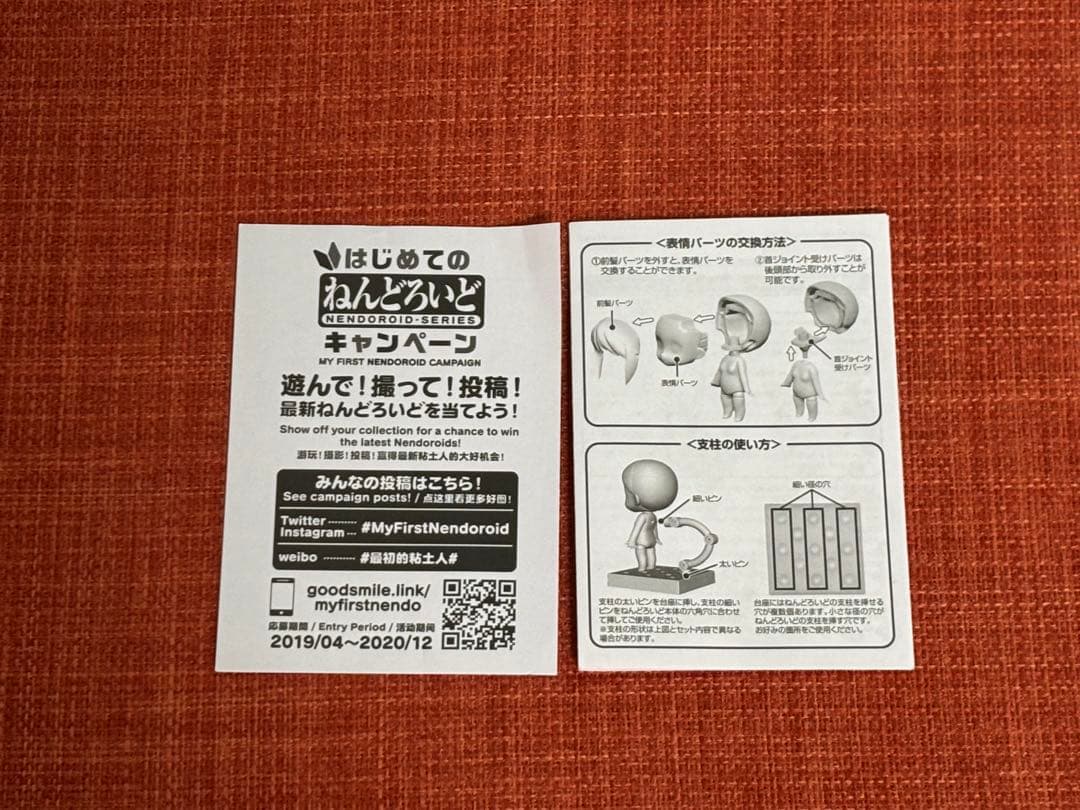 はじめての
ねんどろいど
NENDOROID-SERIES
キャンペーン
MY FIRST NENDOROID CAMPAIGN
遊んで!撮って!投稿!
最新ねんどろいどを当てよう!
Show off your collection for a chance to win
the latest Nendoroids!
游玩!摄影!投稿!赢得最新粘土人的大好机会!
みんなの投稿はこちら!
See campaign posts! / 点这里看更多好图!
Twitter ---------
Instagram --- #MyFirstNendoroid
weibo ---------- #最初的粘土人#
goodsmile.link/
myfirstnendo
応募期間 / Entry Period / 活动期间
2019/04～2020/12
<表情パーツの交換方法>
①前髪パーツを外すと、表情パーツを
交換することができます。
②首ジョイント受けパーツは
後頭部から取り外すことが
可能です。
前髪パーツ
表情パーツ
首ジョイント
受けパーツ
<支柱の使い方>
細いピン
太いピン
細い径の穴
支柱の太いピンを台座に挿し、支柱の細い
ピンをねんどろいど本体の六角穴に合わせ
て挿してご使用ください。
※支柱の形状は上図とセット内容で異なる
場合があります。
台座にはねんどろいどの支柱を挿せる
穴が複数個あります。小さな径の穴が
ねんどろいどの支柱を挿す穴です。
お好みの箇所をご使用ください。